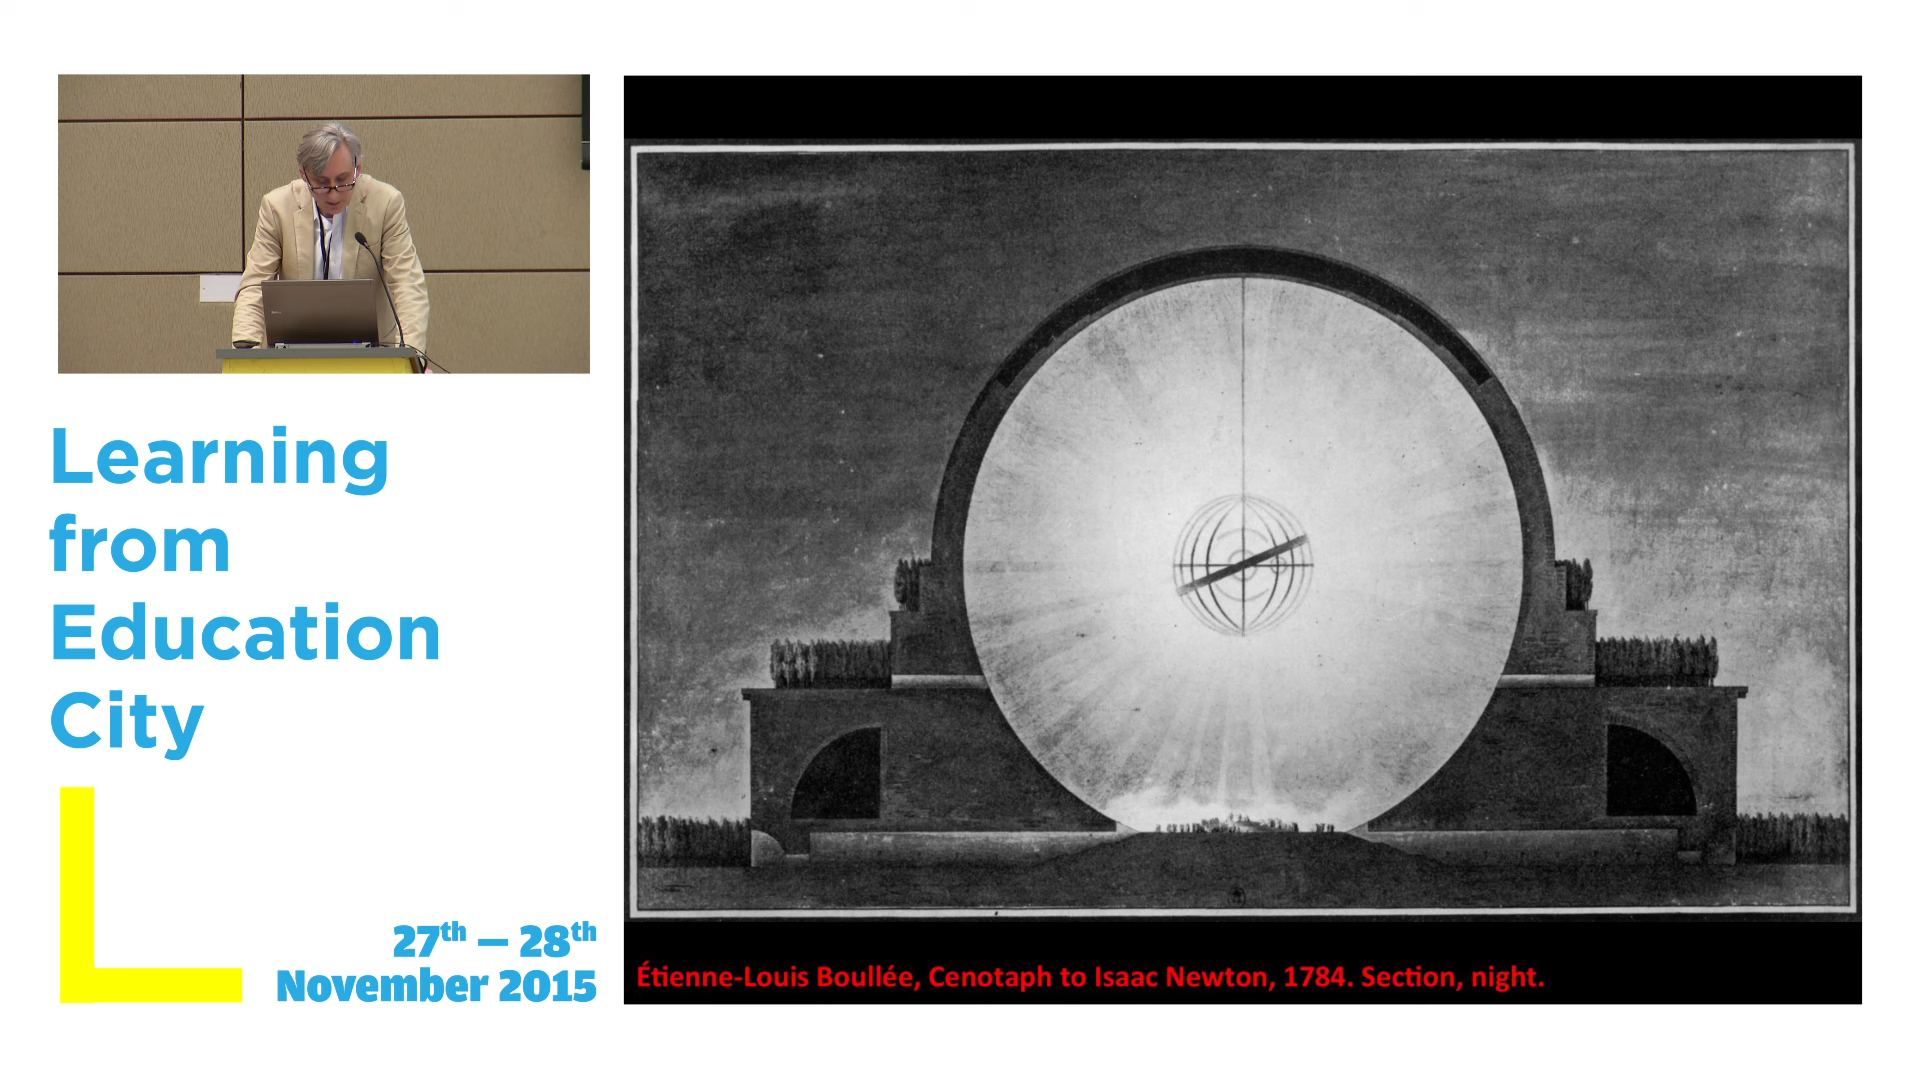 Learning
from
Education
City
27th – 28th
November 2015
Étienne-Louis Boullée, Cenotaph to Isaac Newton, 1784. Section, night.